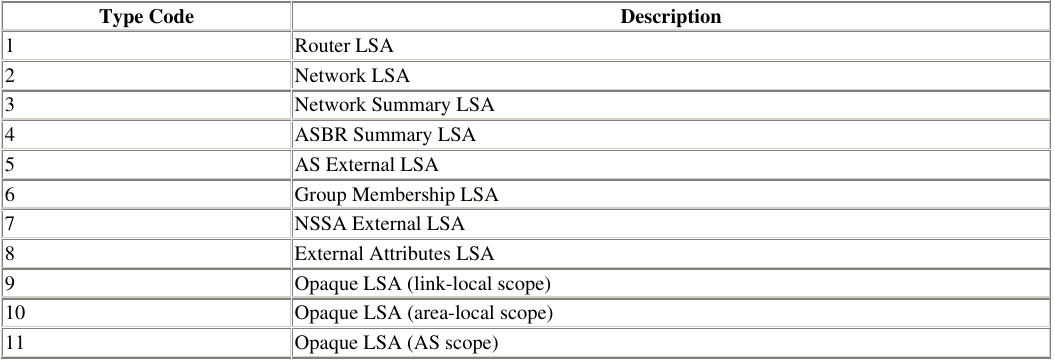 Type Code Description
1 Router LSA
2 Network LSA
3 Network Summary LSA
4 ASBR Summary LSA
5 AS External LSA
6 Group Membership LSA
7 NSSA External LSA
8 External Attributes LSA
9 Opaque LSA (link-local scope)
10 Opaque LSA (area-local scope)
11 Opaque LSA (AS scope)